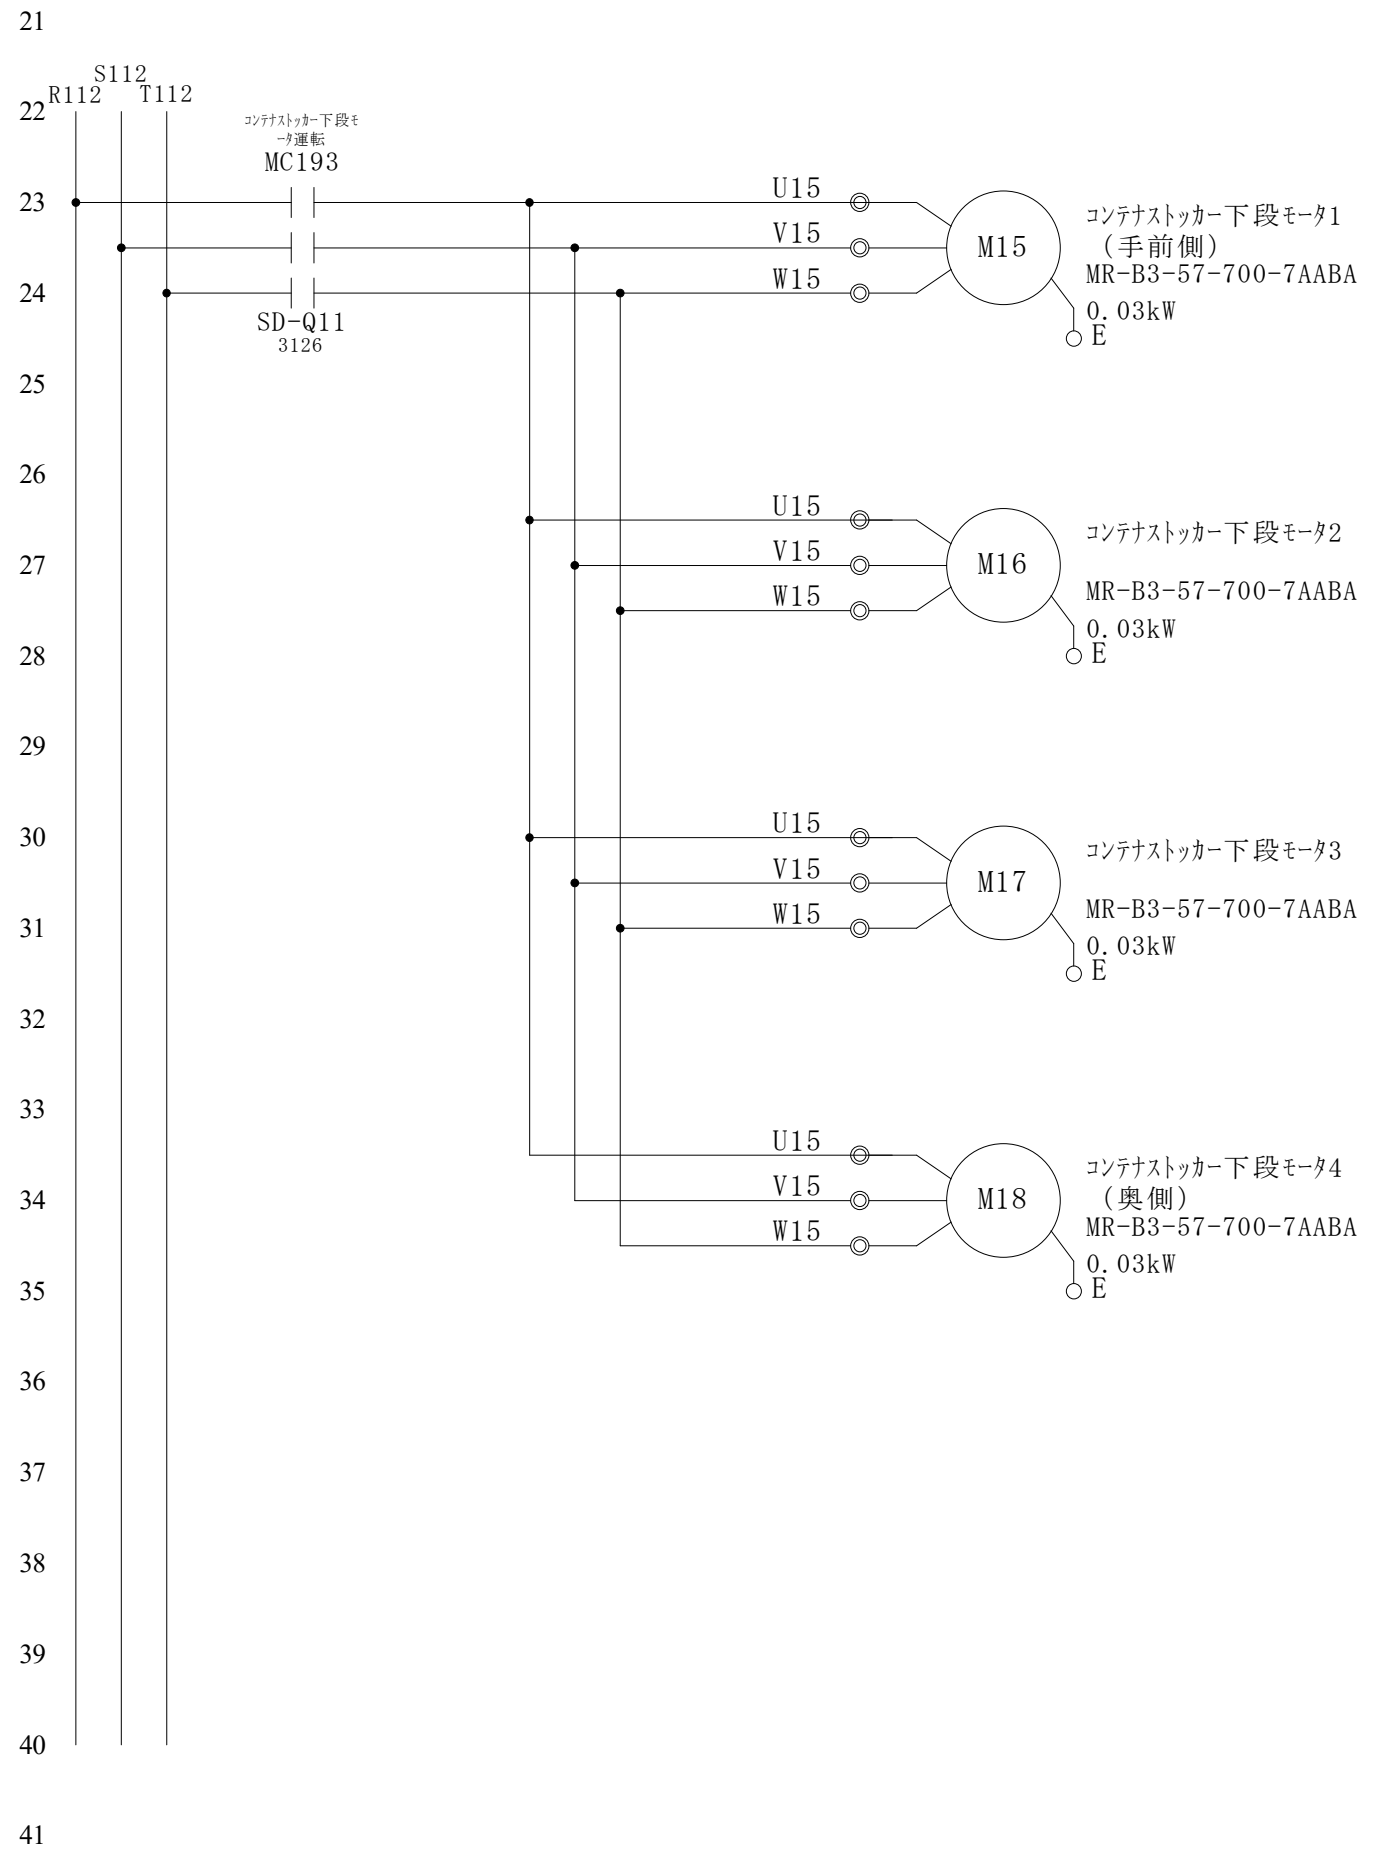 21
S112
R112 T112
22
コンテナストッカー下段モ
ータ運転
MC193
23
U15
V15
W15
M15
コンテナストッカー下段モータ1
（手前側）
MR-B3-57-700-7AABA
0.03kW
E
24
SD-Q11
3126
25
26
U15
V15
W15
M16
コンテナストッカー下段モータ2
MR-B3-57-700-7AABA
0.03kW
E
27
28
29
30
U15
V15
W15
M17
コンテナストッカー下段モータ3
MR-B3-57-700-7AABA
0.03kW
E
31
32
33
U15
V15
W15
M18
コンテナストッカー下段モータ4
（奥側）
MR-B3-57-700-7AABA
0.03kW
E
34
35
36
37
38
39
40
41